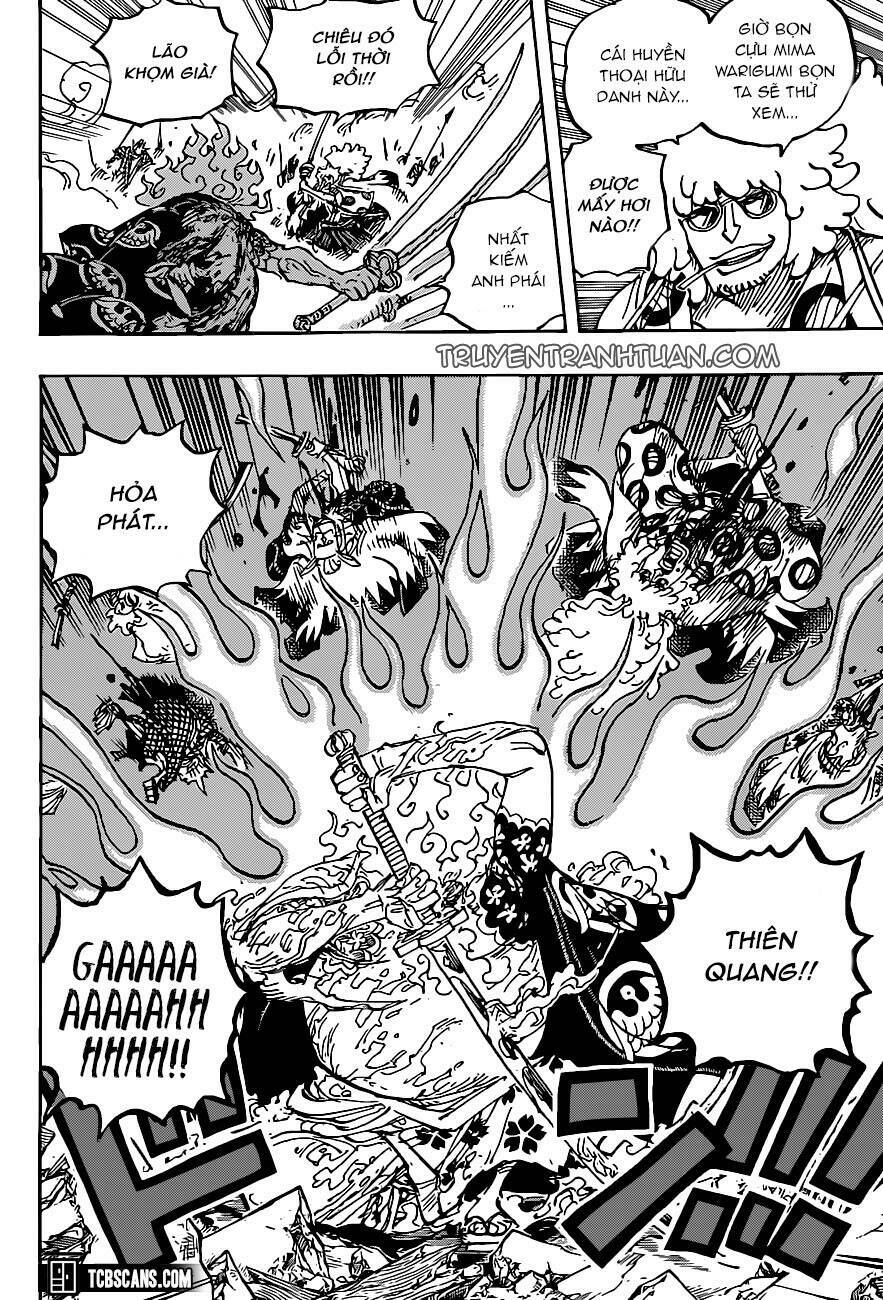 GIỜ BỌN
CỰU MIMA
WARIGUMI BỌN
TA SẼ THỬ
XEM...
CÁI HUYỀN
THOẠI HỮU
DANH NÀY...
ĐƯỢC
MẤY HƠI
NÀO!!
CHIÊU ĐÓ
LỖI THỜI
RỒI!!
LÃO
KHỌM GIÀ!
NHẤT
KIẾM
ANH PHÁI
...
TRUYENTRANHTUAN.COM
HỎA
PHÁT...
THIÊN
QUANG!!
GAAAAA
AAAAAHH
HHHH!!
ドン!!
TCBSCANS.COM